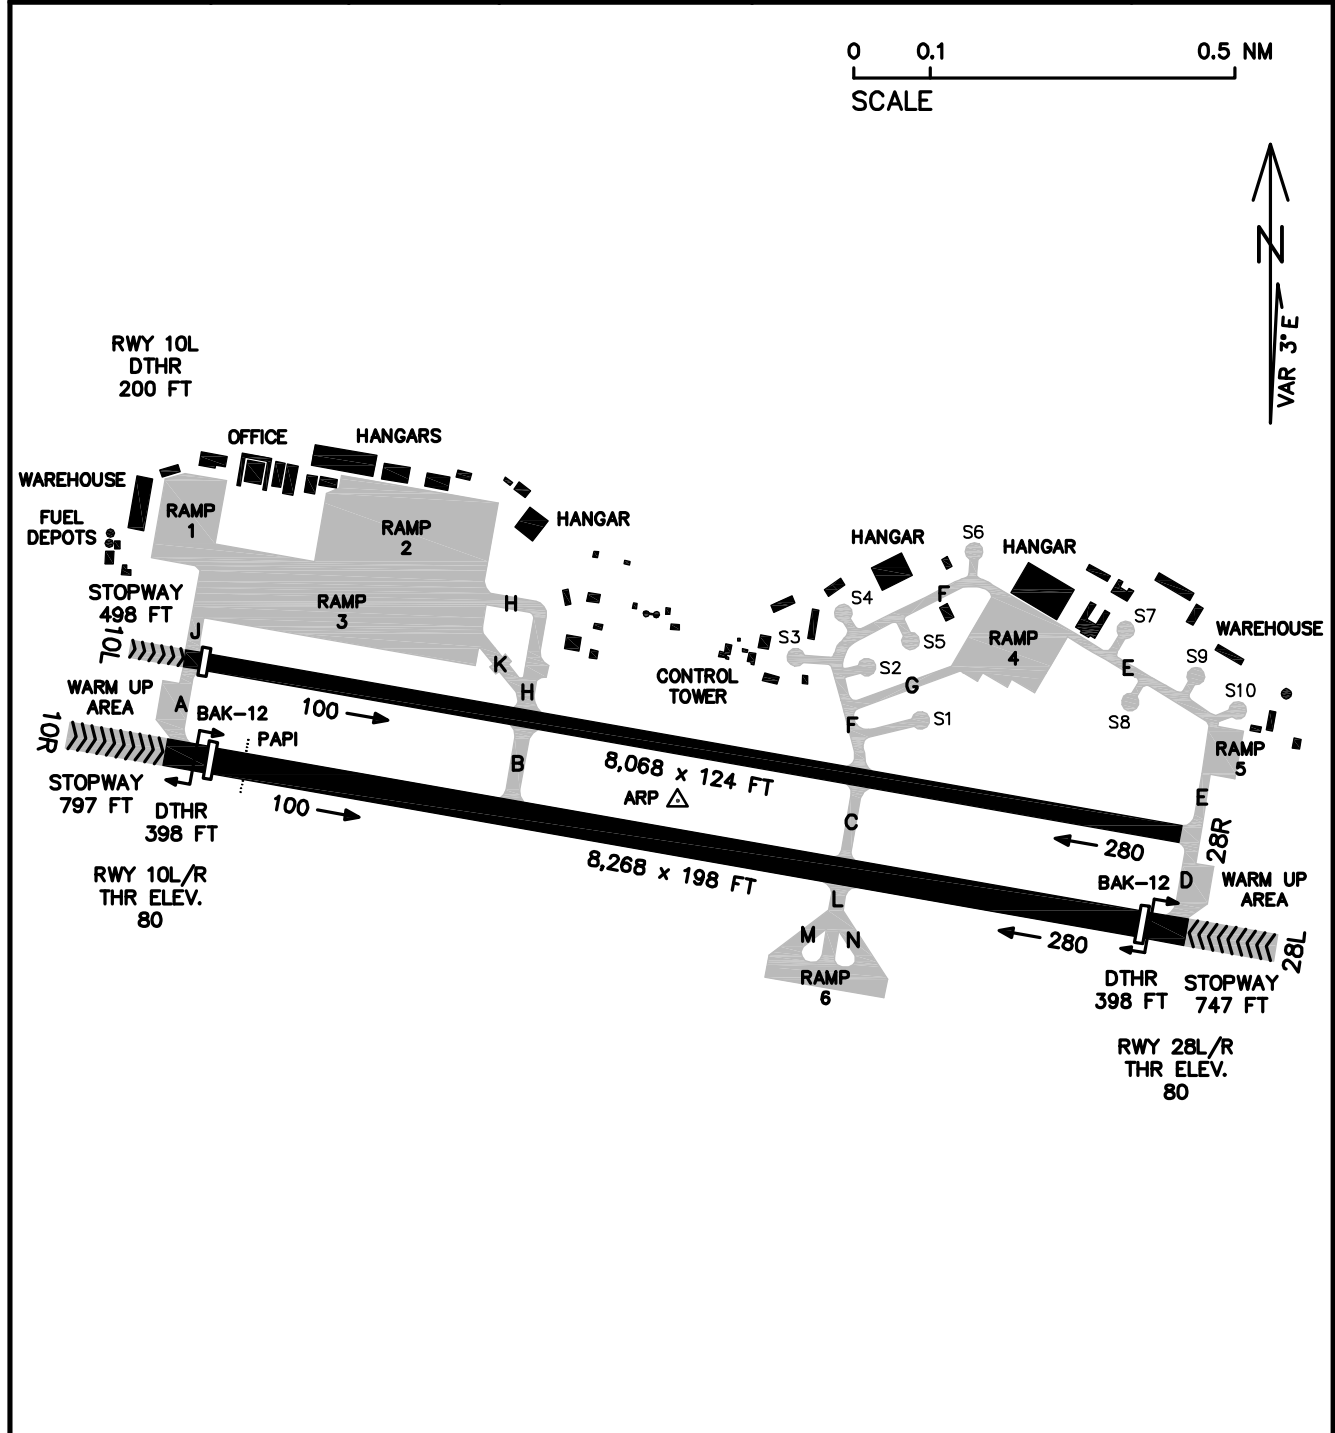 0 0.1 0.5 NM
SCALE
N
VAR 3°E
RWY 10L
DTHR
200 FT
OFFICE
HANGARS
WAREHOUSE
RAMP
1
FUEL
DEPOTS
RAMP
2
HANGAR
STOPWAY
498 FT
RAMP
3
H
J
10L
K
H
WARM UP
AREA
A
BAK-12
PAPI
10R
STOPWAY
797 FT
DTHR
398 FT
100
100
B
RWY 10L/R
THR ELEV.
80
8,068 x 124 FT
ARP
8,268 x 198 FT
CONTROL
TOWER
HANGAR
S6
HANGAR
S4
F
S3
S5
S2
G
RAMP
4
S7
WAREHOUSE
E
S9
S8
S10
F
S1
RAMP
5
E
C
28R
280
BAK-12
D
WARM UP
AREA
L
M
N
RAMP
6
280
28L
DTHR
398 FT
STOPWAY
747 FT
RWY 28L/R
THR ELEV.
80